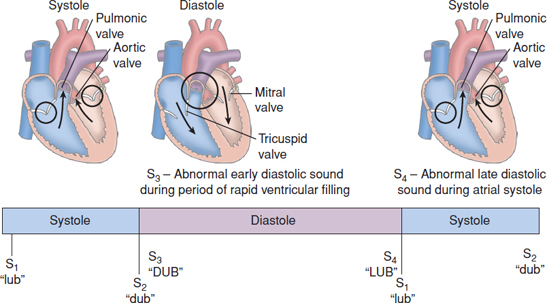 Systole
Pulmonic
valve
Aortic
valve
Diastole
Mitral
valve
Tricuspid
valve
S3 – Abnormal early diastolic sound
during period of rapid ventricular filling
Systole
Pulmonic
valve
Aortic
valve
S4 – Abnormal late diastolic
sound during atrial systole
Systole
Diastole
Systole
S1
“lub”
S3
“DUB”
S2
“dub”
S4
“LUB”
S1
“lub”
S2
“dub”